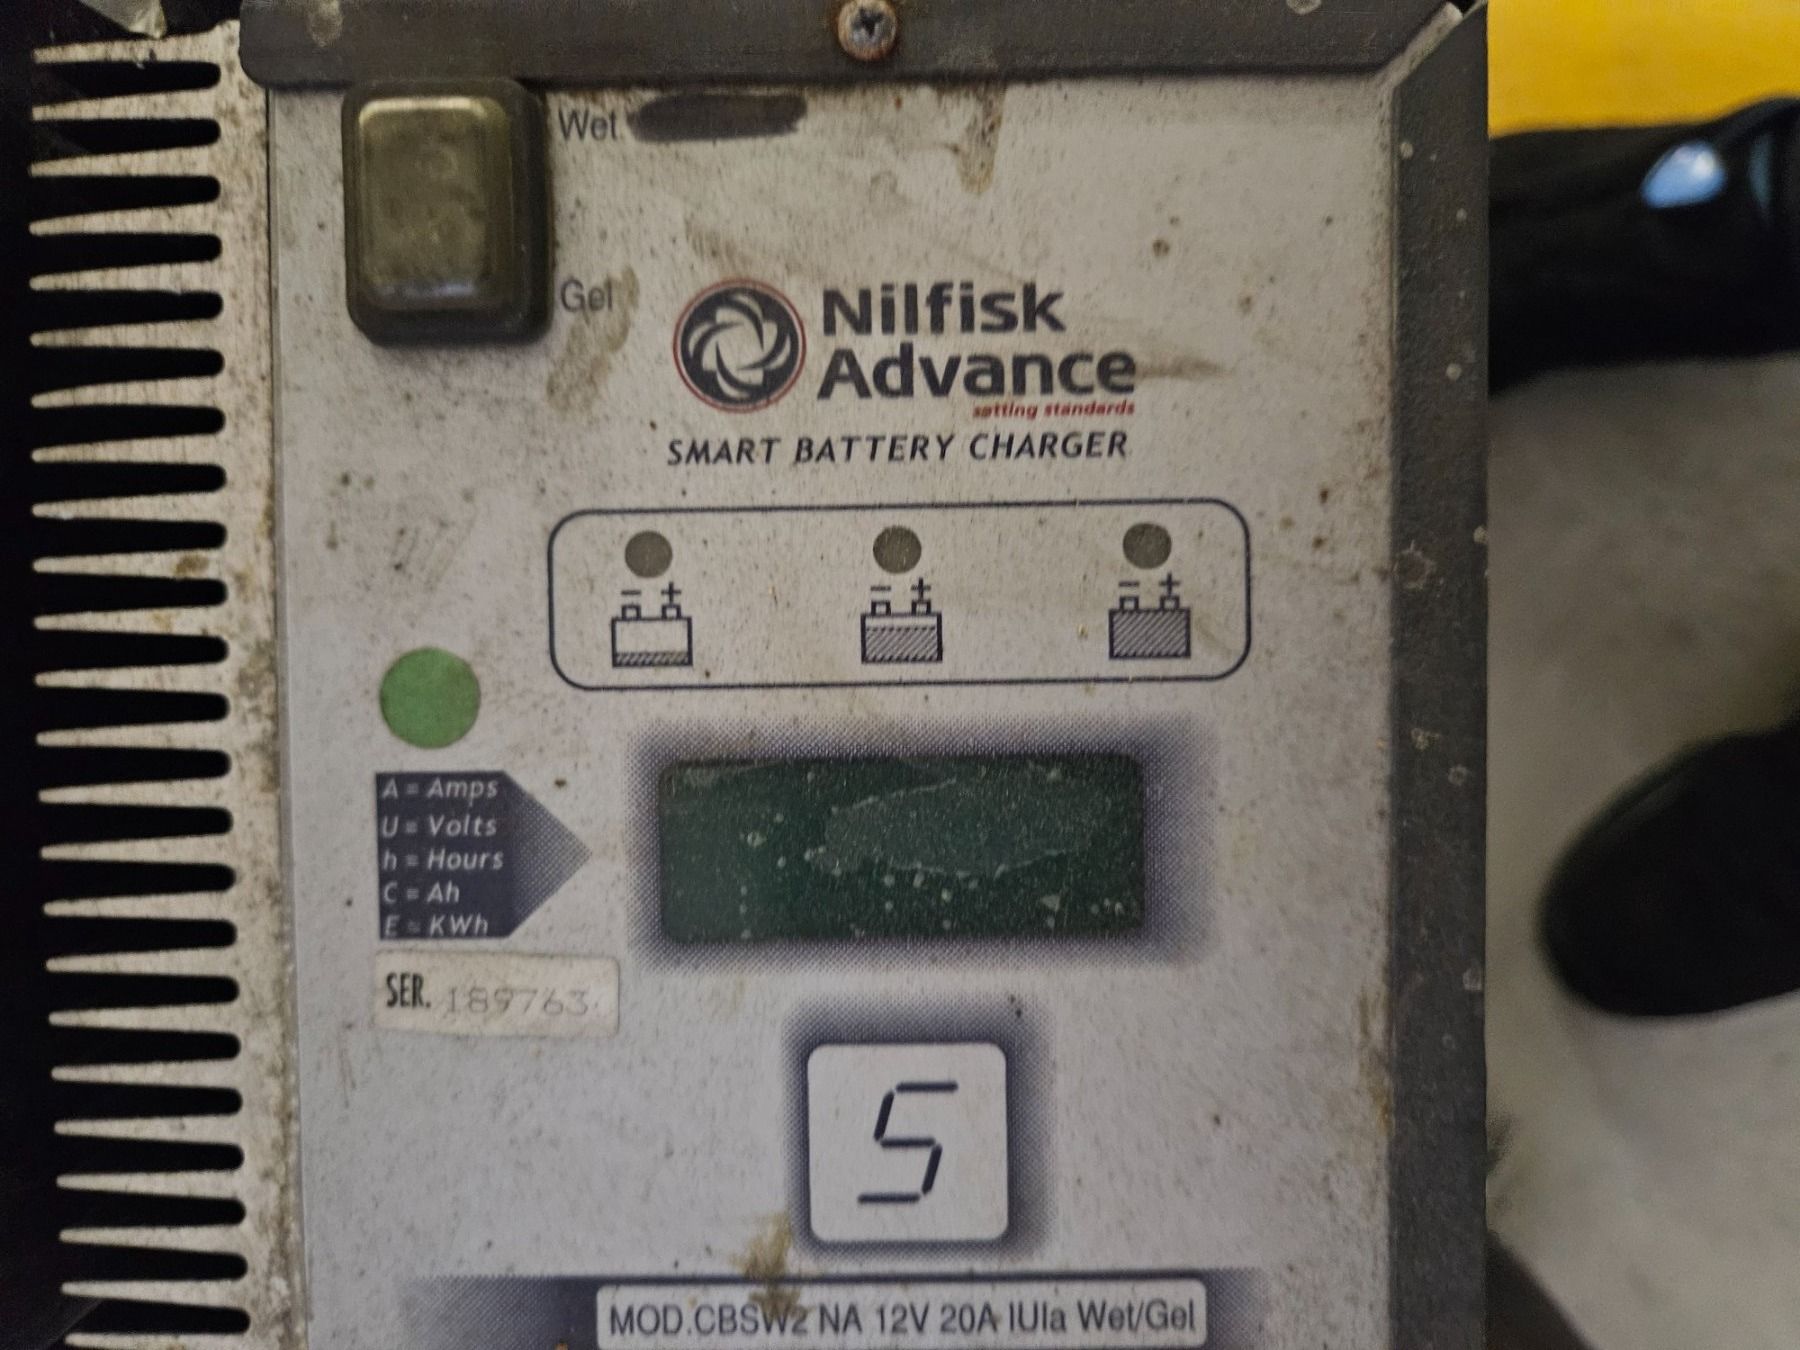 Wet
Gel
Nilfisk
Advance
setting standards
SMART BATTERY CHARGER
- +
- +
- +
A = Amps
U = Volts
h = Hours
C = Ah
E = KWh
SER. 189763
S
MOD.CBSW2 NA 12V 20A IUIa Wet/Gel